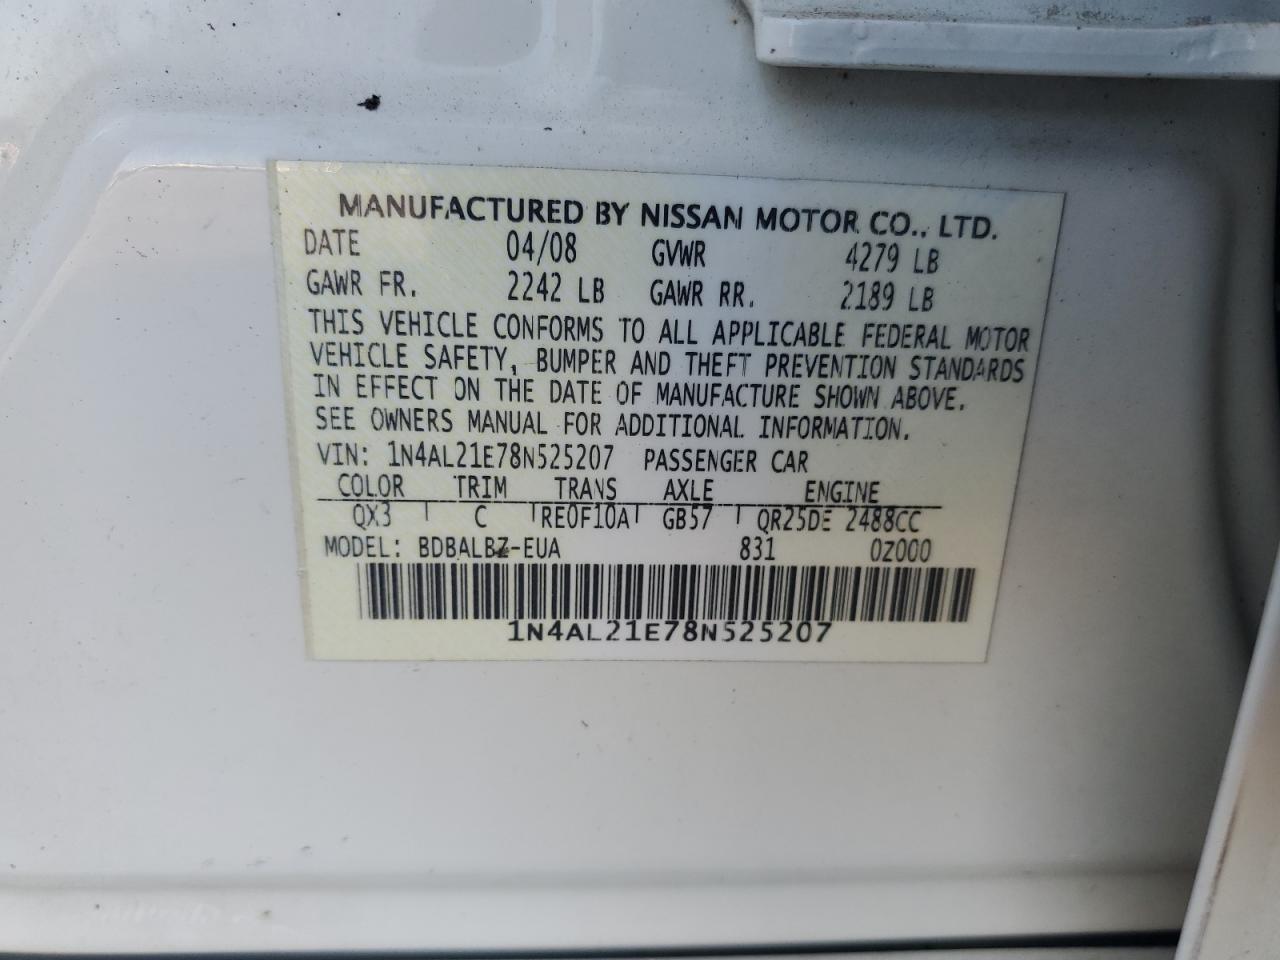 MANUFACTURED BY NISSAN MOTOR CO., LTD.
DATE 04/08 GVWR 4279 LB
GAWR FR. 2242 LB GAWR RR. 2189 LB
THIS VEHICLE CONFORMS TO ALL APPLICABLE FEDERAL MOTOR
VEHICLE SAFETY, BUMPER AND THEFT PREVENTION STANDARDS
IN EFFECT ON THE DATE OF MANUFACTURE SHOWN ABOVE.
SEE OWNERS MANUAL FOR ADDITIONAL INFORMATION.
VIN: 1N4AL21E78N525207 PASSENGER CAR
COLOR TRIM TRANS AXLE ENGINE
QX3 C RE0F10A GB57 QR25DE 2488CC
MODEL: BDBALBZ-EUA 831 0Z000
1N4AL21E78N525207